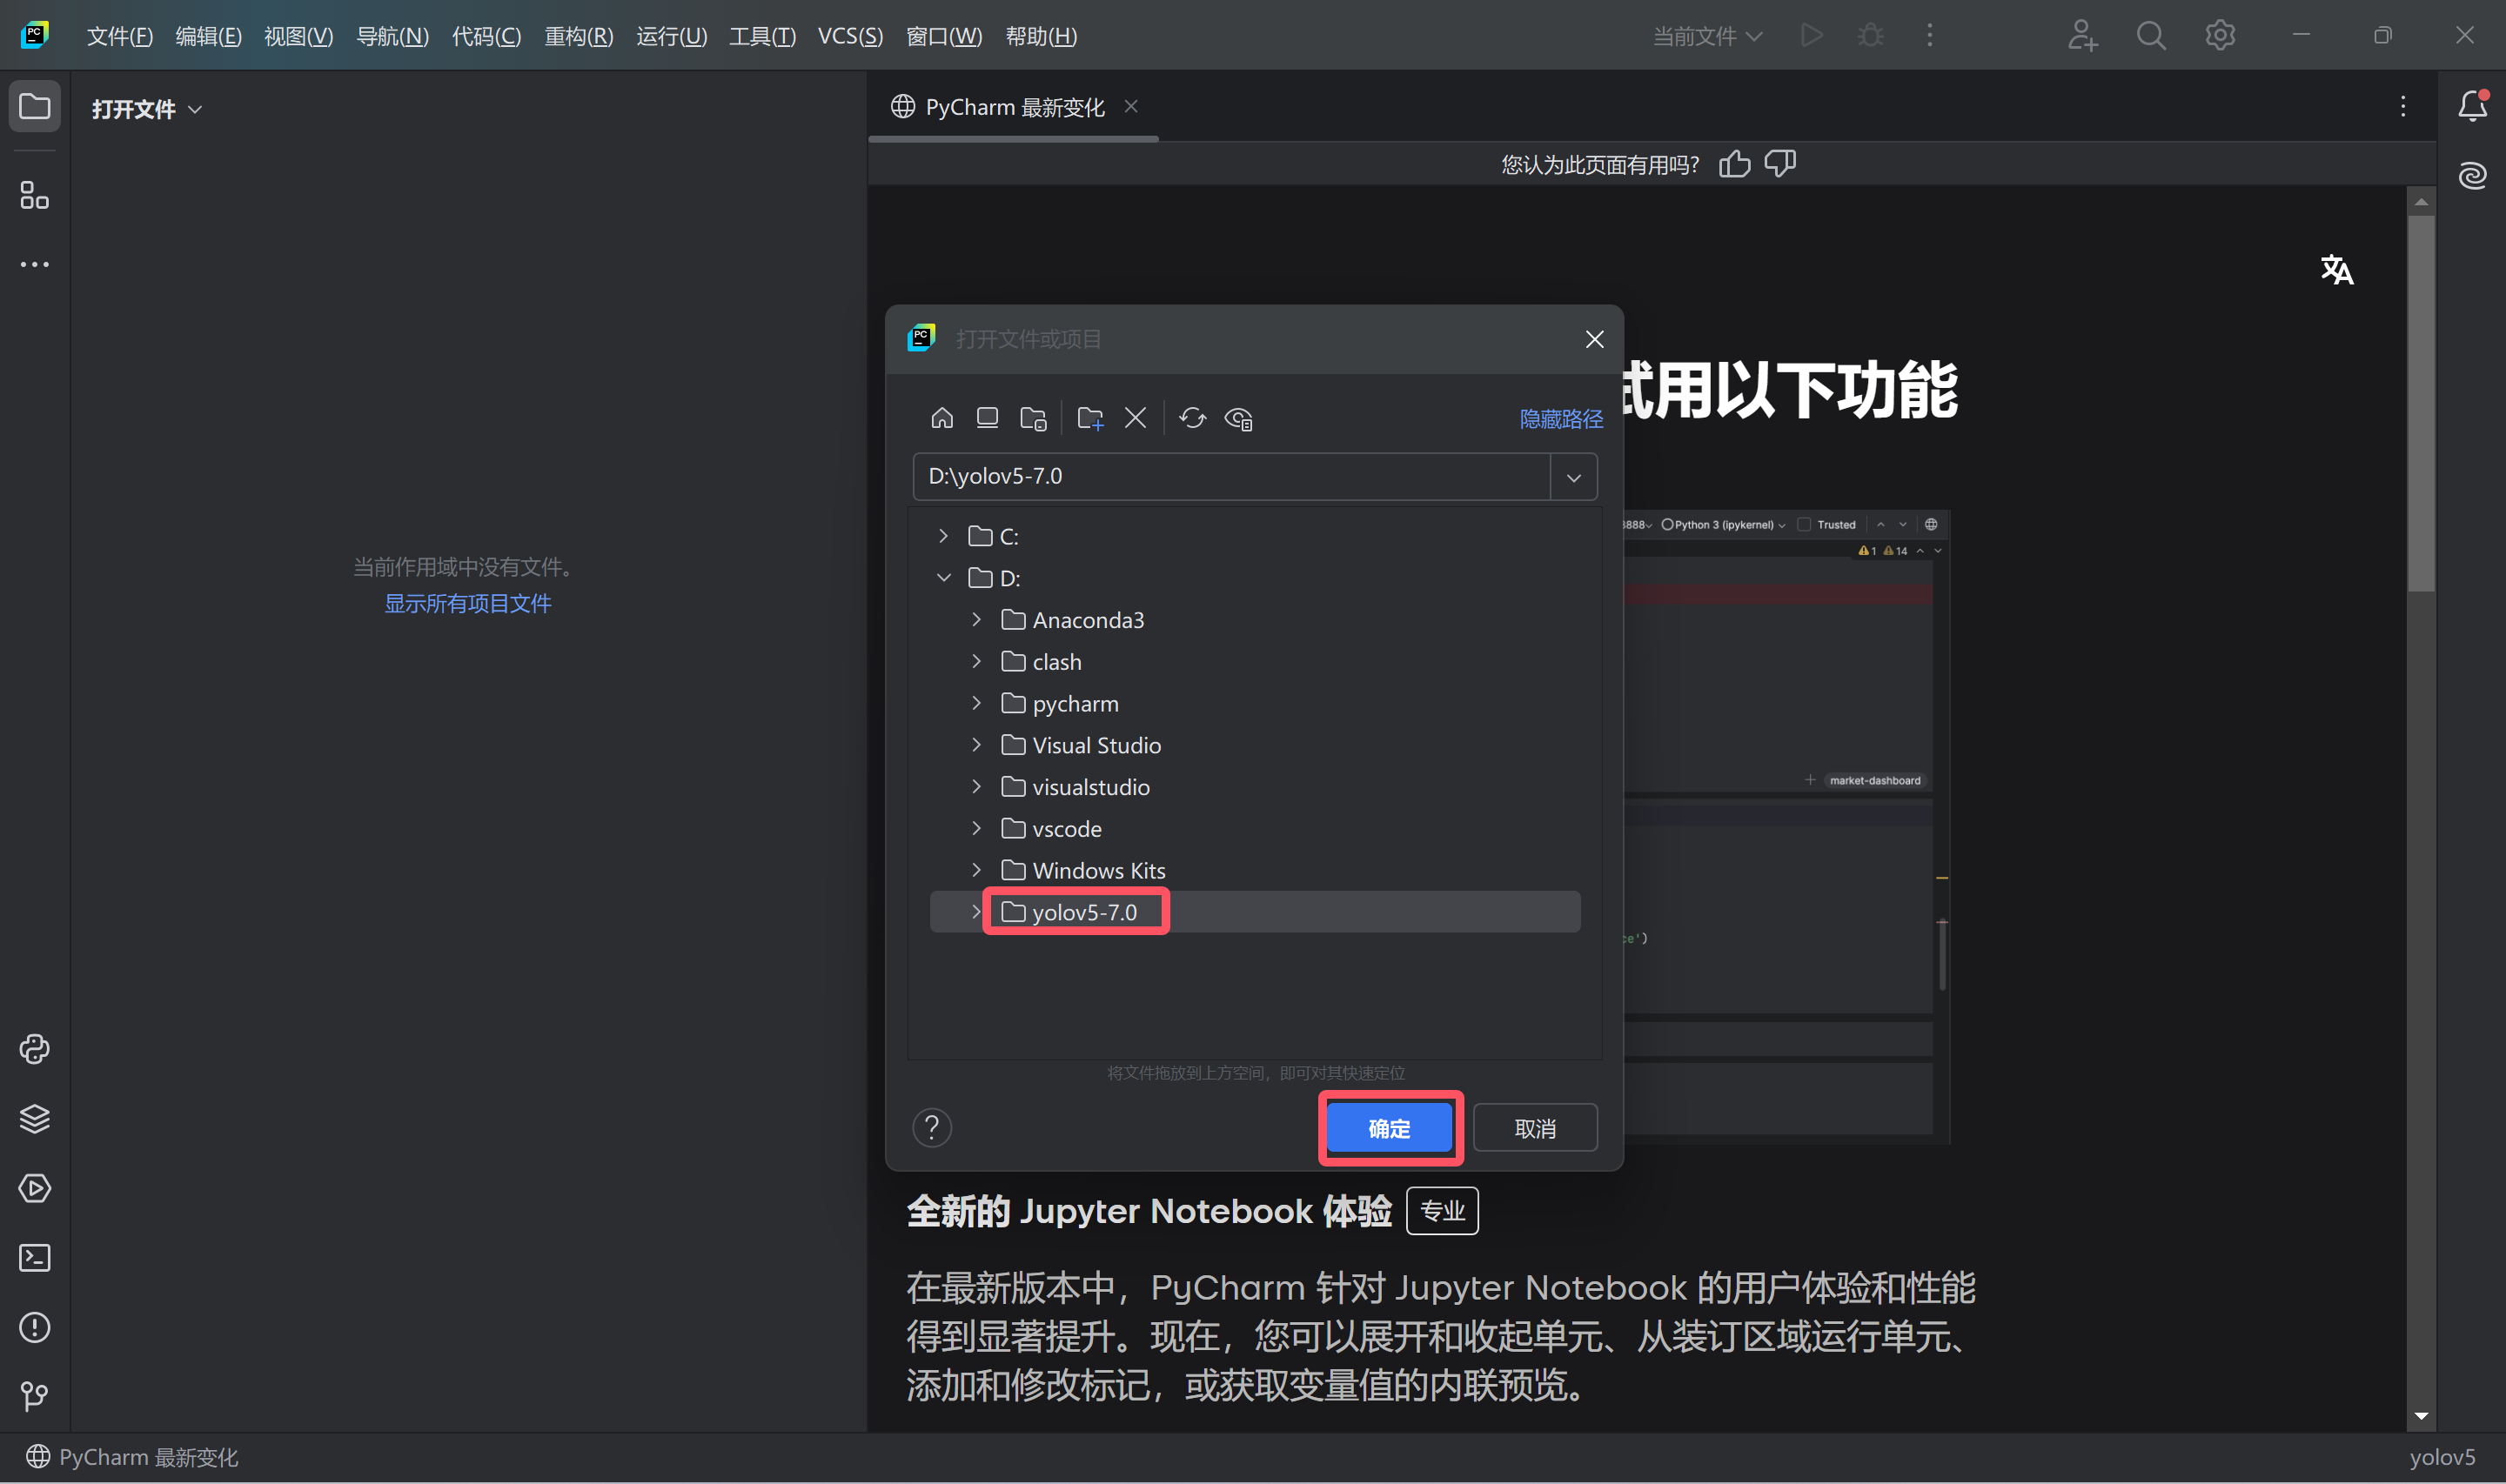 文件(F) 编辑(E) 视图(V) 导航(N) 代码(C) 重构(R) 运行(U) 工具(T) VCS(S) 窗口(W) 帮助(H) 当前文件
打开文件
PyCharm 最新变化
您认为此页面有用吗?
当前作用域中没有文件。
显示所有项目文件
试用以下功能
打开文件或项目
隐藏路径
D:\yolov5-7.0
C:
D:
Anaconda3
clash
pycharm
Visual Studio
visualstudio
vscode
Windows Kits
yolov5-7.0
将文件拖放到上方空间，即可对其快速定位
确定
取消
8888 Python 3 (ipykernel) Trusted
1 14
market-dashboard
ce')
全新的 Jupyter Notebook 体验 专业
在最新版本中，PyCharm 针对 Jupyter Notebook 的用户体验和性能
得到显著提升。现在，您可以展开和收起单元、从装订区域运行单元、
添加和修改标记，或获取变量值的内联预览。
PyCharm 最新变化
yolov5